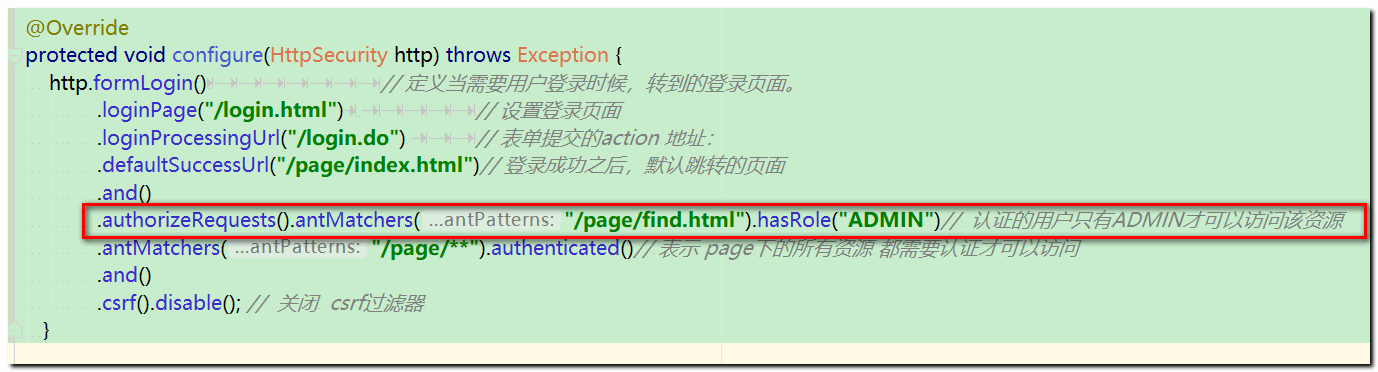 @Override
protected void configure(HttpSecurity http) throws Exception {
http.formLogin() // 定义当需要用户登录时候，转到的登录页面。
.loginPage("/login.html") // 设置登录页面
.loginProcessingUrl("/login.do") // 表单提交的action 地址：
.defaultSuccessUrl("/page/index.html")// 登录成功之后，默认跳转的页面
.and()
.authorizeRequests().antMatchers( ...antPatterns: "/page/find.html").hasRole("ADMIN")// 认证的用户只有ADMIN才可以访问该资源
.antMatchers( ...antPatterns: "/page/**").authenticated()// 表示 page下的所有资源 都需要认证才可以访问
.and()
.csrf().disable(); // 关闭 csrf过滤器
}